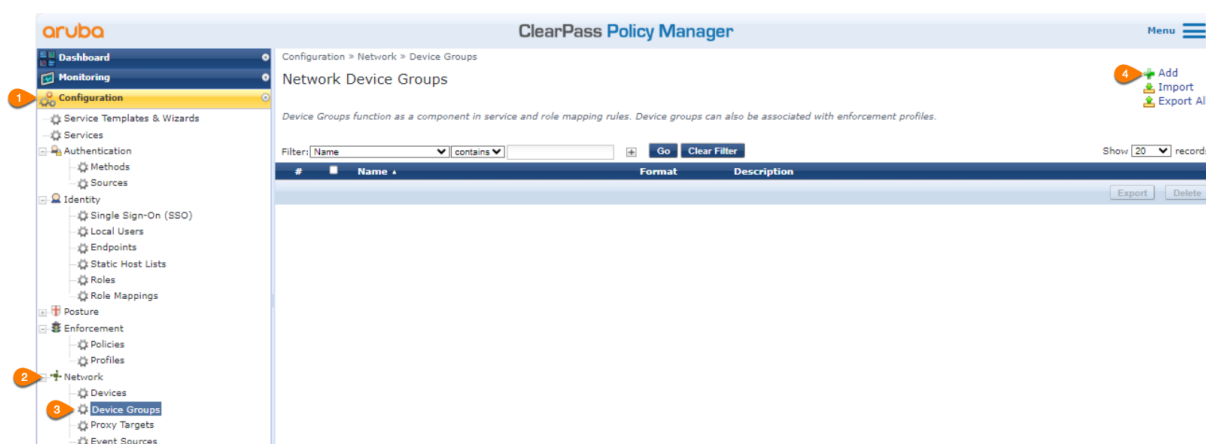 aruba
ClearPass Policy Manager
Menu
Dashboard
Monitoring
1
Configuration
Service Templates & Wizards
Services
Authentication
Methods
Sources
Identity
Single Sign-On (SSO)
Local Users
Endpoints
Static Host Lists
Roles
Role Mappings
Posture
Enforcement
Policies
Profiles
2
Network
Devices
3
Device Groups
Proxy Targets
Event Sources
Configuration » Network » Device Groups
Network Device Groups
4
Add
Import
Export Al
Device Groups function as a component in service and role mapping rules. Device groups can also be associated with enforcement profiles.
Filter: Name contains + Go Clear Filter Show 20 records
# Name Format Description
Export Delete